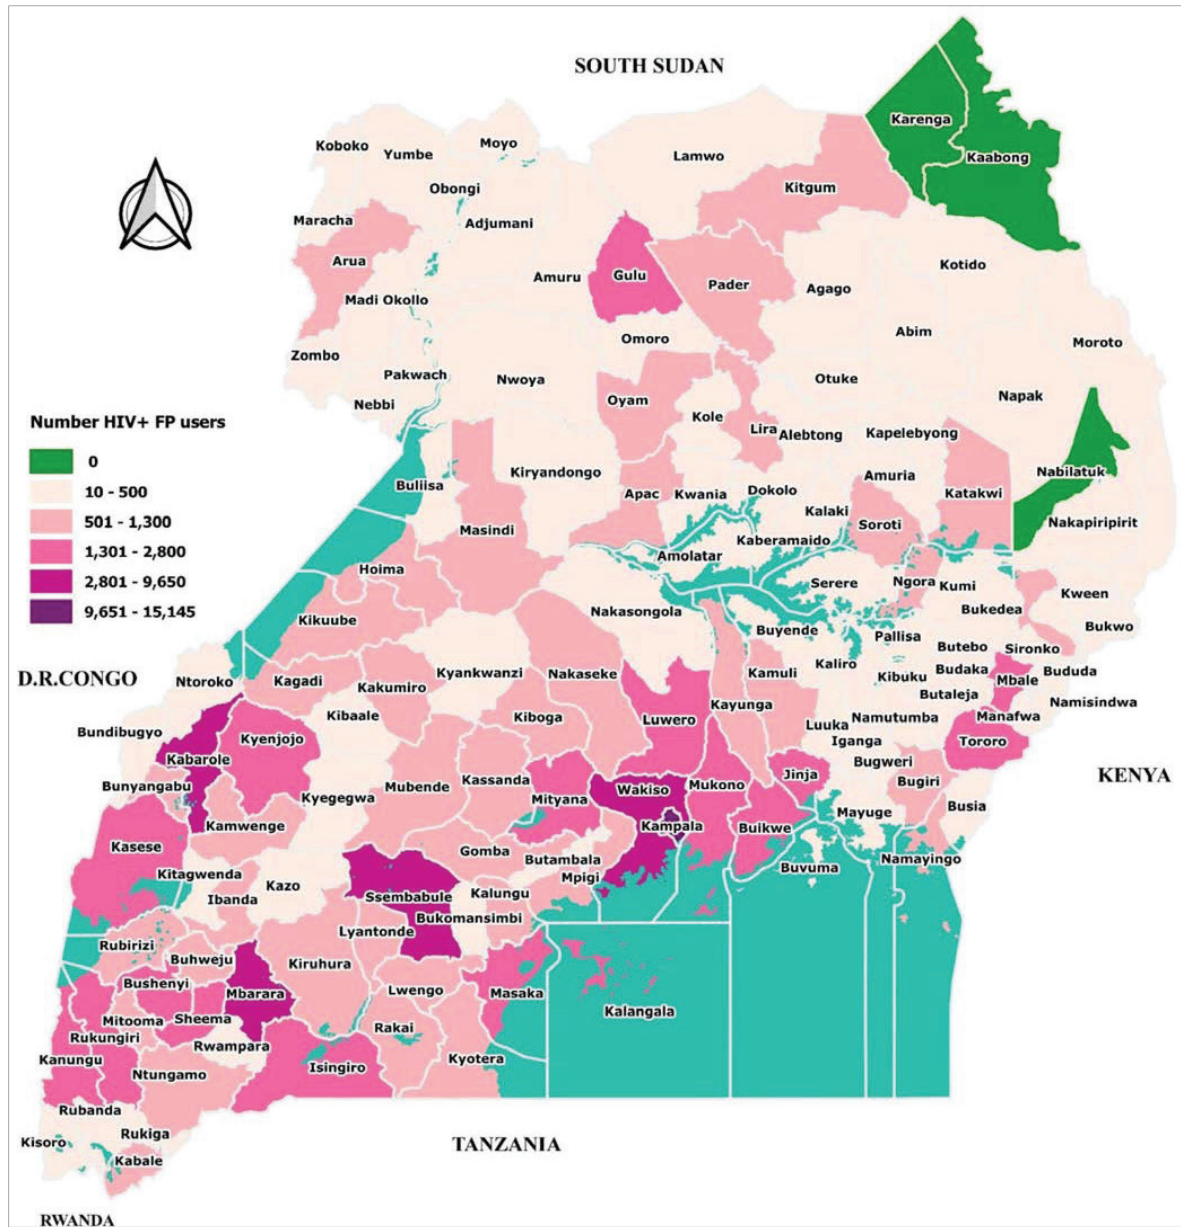 SOUTH SUDAN
Karenga
Kaabong
Koboko
Yumbe
Moyo
Lamwo
Kitgum
Obongi
Adjumani
Maracha
Arua
Madi Okollo
Amuru
Gulu
Pader
Agago
Kotido
Abim
Moroto
Omoro
Zombo
Pakwach
Nebbi
Nwoya
Oyam
Kole
Lira
Alebtong
Otuke
Napak
Kapelebyong
Nabilatuk
Number HIV+ FP users
0
10 - 500
501 - 1,300
1,301 - 2,800
2,801 - 9,650
9,651 - 15,145
Buliisa
Kiryandongo
Masindi
Apac
Kwania
Dokolo
Kalaki
Amuria
Soroti
Katakwi
Nakapiripirit
Amolatar
Kaberamaido
Hoima
Kikuube
Nakasongola
Serere
Ngora
Kumi
Bukedea
Kween
Bukwo
Buyende
Pallisa
Butebo
Sironko
D.R.CONGO
Ntoroko
Kagadi
Kakumiro
Kyankwanzi
Nakaseke
Kamuli
Kaliro
Kibuku
Budaka
Mbale
Bududa
Butaleja
Manafwa
Namisindwa
Bundibugyo
Kabarole
Kyenjojo
Kibaale
Kiboga
Luwero
Kayunga
Luuka
Namutumba
Iganga
Tororo
Bugweri
Bugiri
KENYA
Bunyangabu
Kyegegwa
Mubende
Kassanda
Mityana
Wakiso
Mukono
Jinja
Mayuge
Busia
Kamwenge
Kasese
Kampala
Buikwe
Kitagwenda
Ibanda
Kazo
Gomba
Butambala
Mpigi
Buvuma
Namayingo
Ssembabule
Kalungu
Bukomansimbi
Lyantonde
Rubirizi
Buhweju
Kiruhura
Bushenyi
Mbarara
Lwengo
Masaka
Kalangala
Mitooma
Sheema
Rukungiri
Rwampara
Rakai
Kanungu
Ntungamo
Isingiro
Kyotera
Rubanda
Rukiga
Kisoro
Kabale
TANZANIA
RWANDA